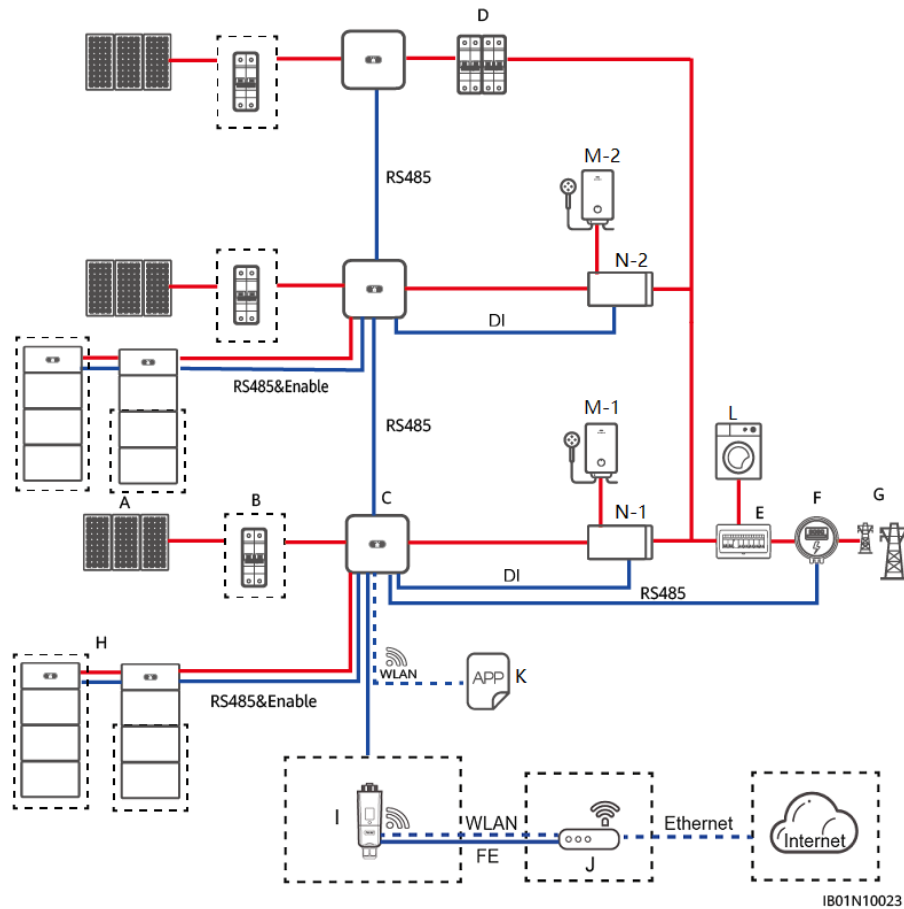 D
RS485
M-2
N-2
DI
RS485&Enable
RS485
M-1
L
A
B
C
N-1
E
F
G
DI
RS485
H
WLAN
APP
K
RS485&Enable
I
WLAN
FE
J
Ethernet
Internet
IB01N10023